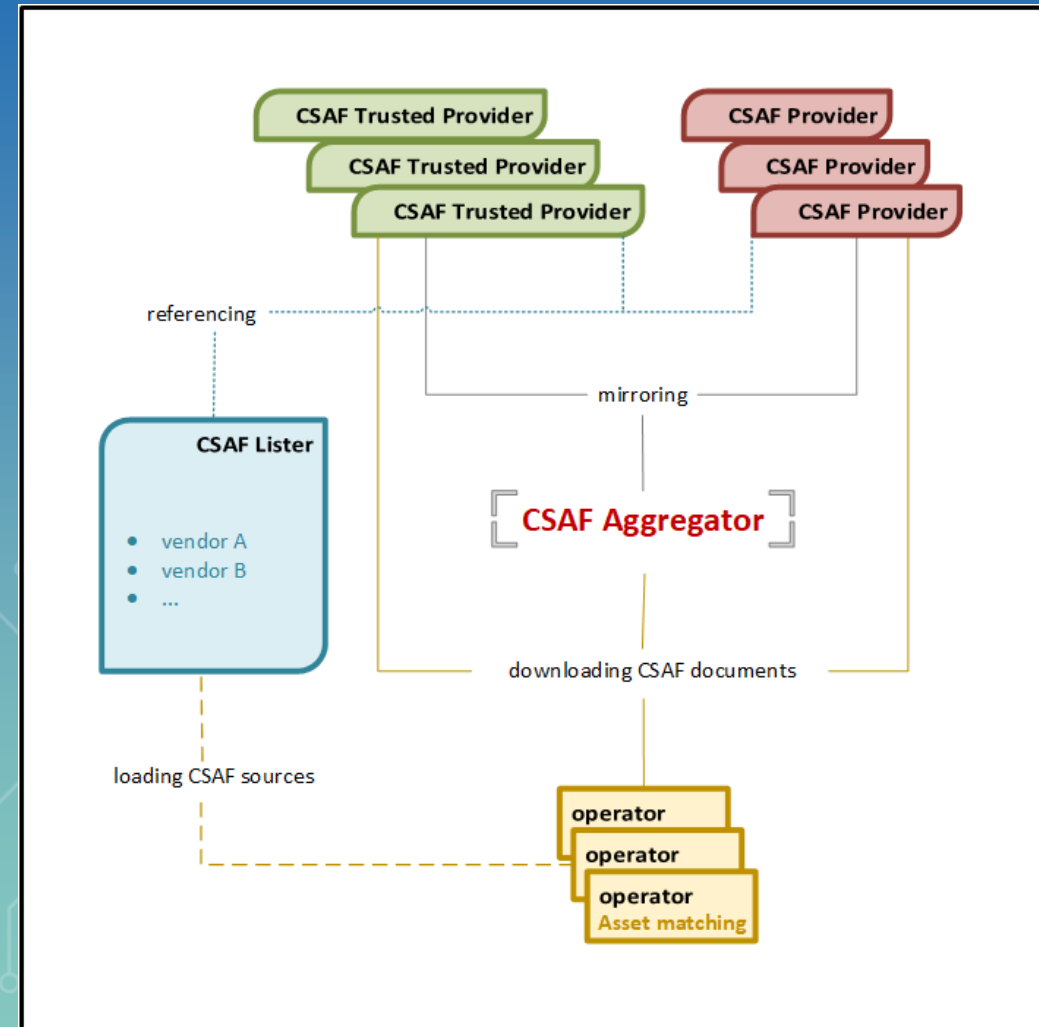 CSAF Trusted Provider
CSAF Trusted Provider
CSAF Trusted Provider
CSAF Provider
CSAF Provider
CSAF Provider
referencing
mirroring
CSAF Lister
• vendor A
• vendor B
• ...
CSAF Aggregator
downloading CSAF documents
loading CSAF sources
operator
operator
operator
Asset matching